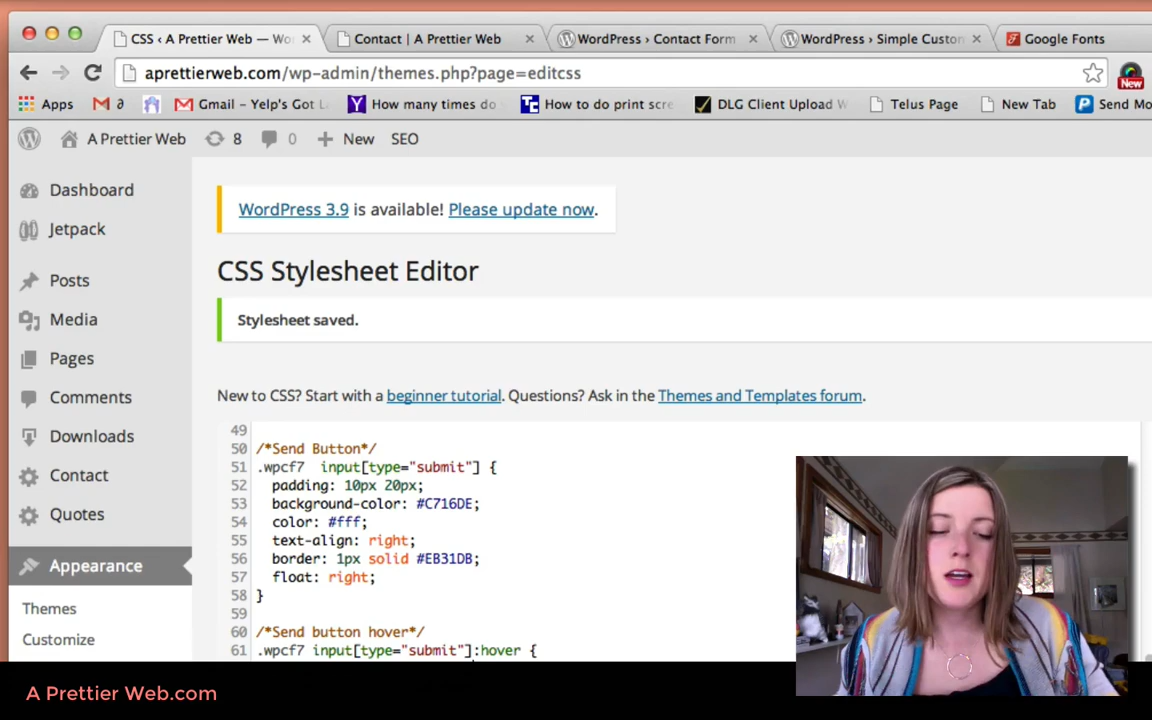 CSS ‹ A Prettier Web — Wo
Contact | A Prettier Web
WordPress › Contact Form
WordPress › Simple Custom
Google Fonts
aprettierweb.com/wp-admin/themes.php?page=editcss
New
Apps
Gmail – Yelp's Got L
How many times do
How to do print scre
DLG Client Upload W
Telus Page
New Tab
Send Mo
A Prettier Web
8
0
New
SEO
Dashboard
Jetpack
Posts
Media
Pages
Comments
Downloads
Contact
Quotes
Appearance
Themes
Customize
WordPress 3.9 is available! Please update now.
CSS Stylesheet Editor
Stylesheet saved.
New to CSS? Start with a beginner tutorial. Questions? Ask in the Themes and Templates forum.
49
50 /*Send Button*/
51 .wpcf7  input[type="submit"] {
52 padding: 10px 20px;
53 background-color: #C716DE;
54 color: #fff;
55 text-align: right;
56 border: 1px solid #EB31DB;
57 float: right;
58 }
59
60 /*Send button hover*/
61 .wpcf7 input[type="submit"]:hover {
A Prettier Web.com